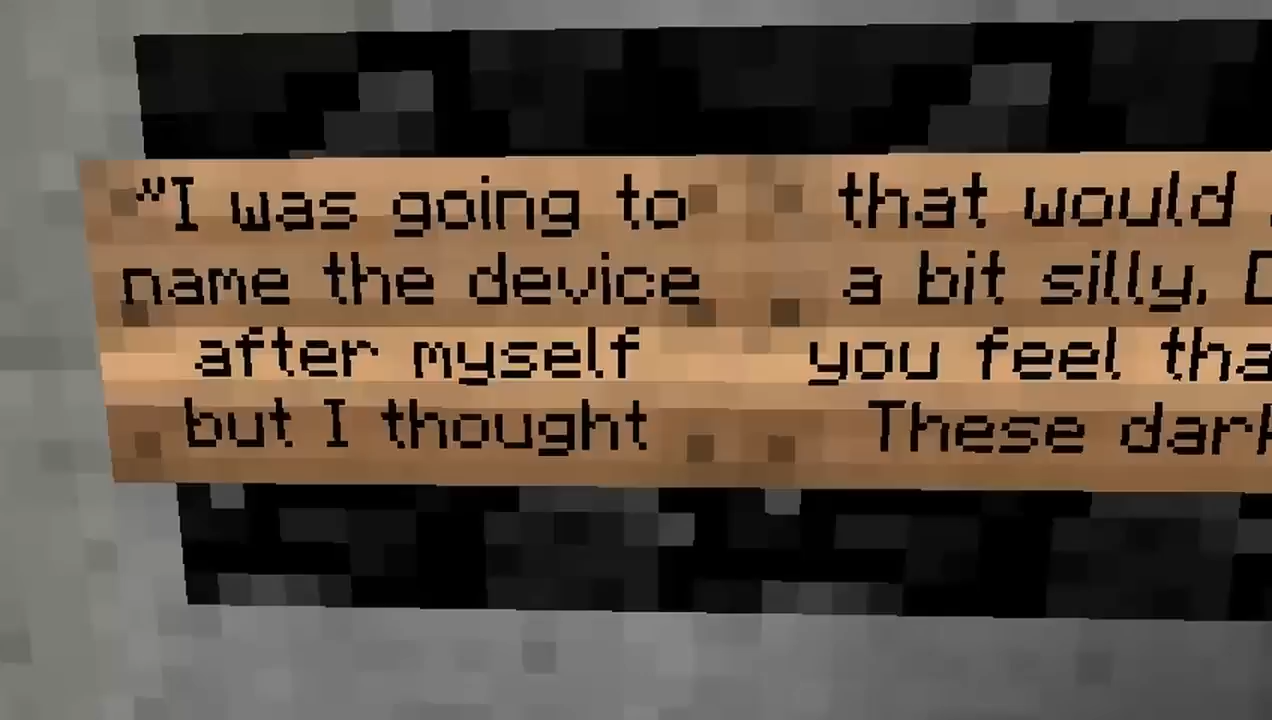 "I was going to
name the device
after myself
but I thought
that would
a bit silly.
you feel
These